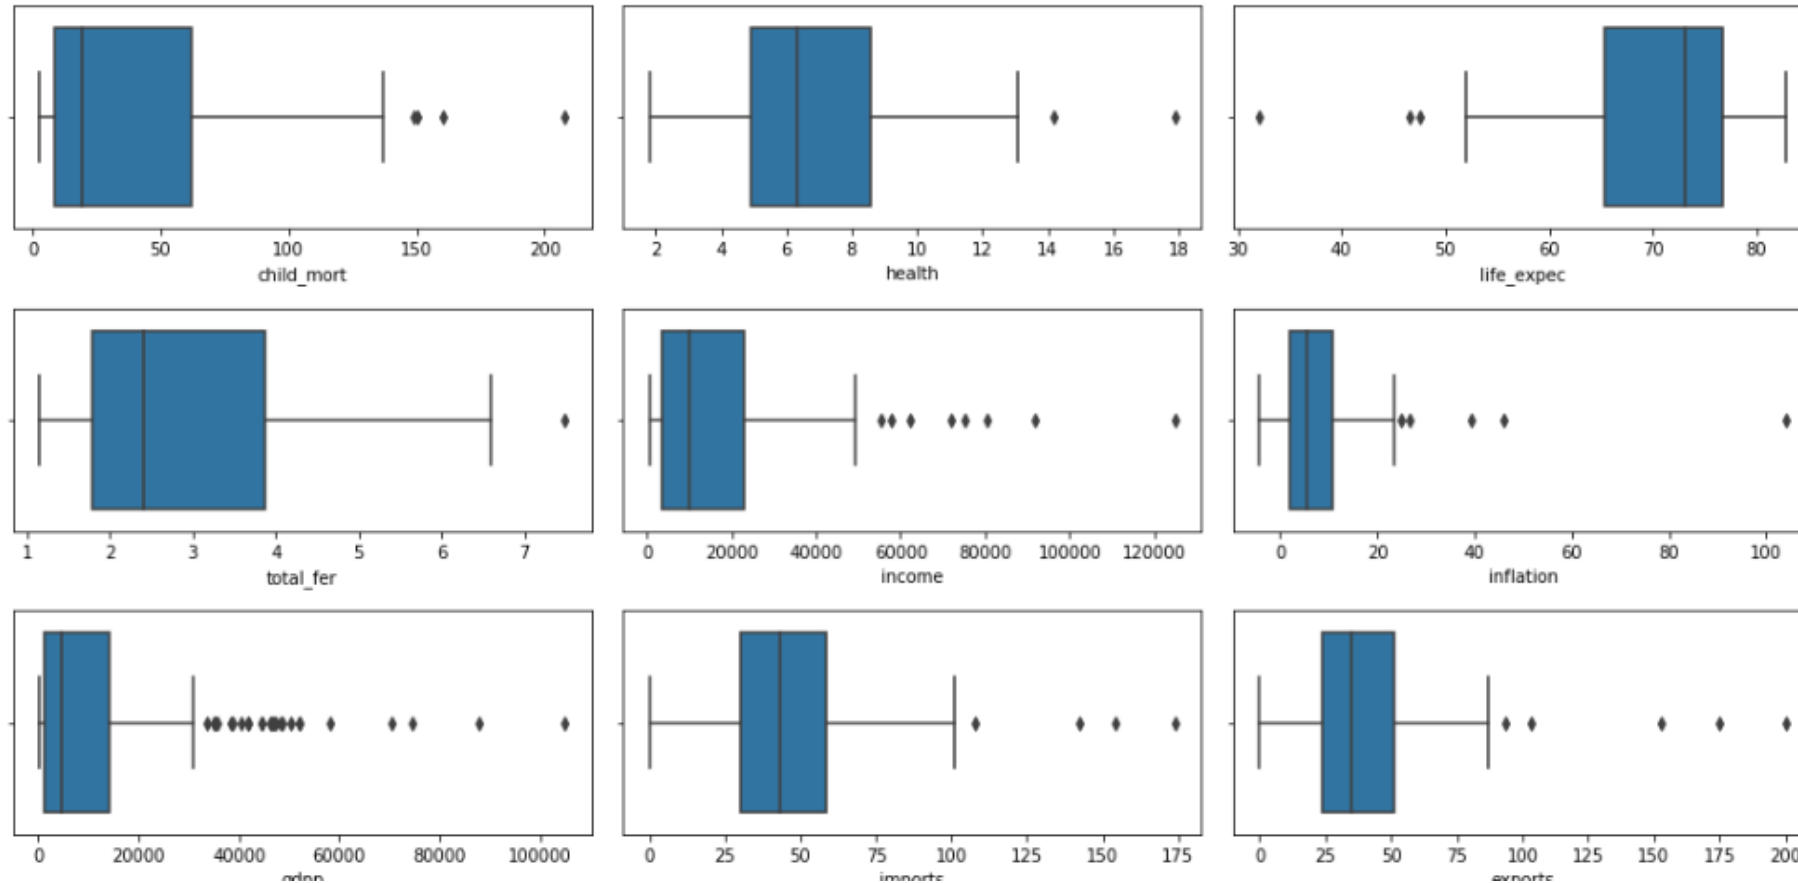 0 50 100 150 200
child_mort
2 4 6 8 10 12 14 16 18
health
30 40 50 60 70 80
life_expec
1 2 3 4 5 6 7
total_fer
0 20000 40000 60000 80000 100000 120000
income
0 20 40 60 80 100
inflation
0 20000 40000 60000 80000 100000
gdpp
0 25 50 75 100 125 150 175
imports
0 25 50 75 100 125 150 175 200
exports